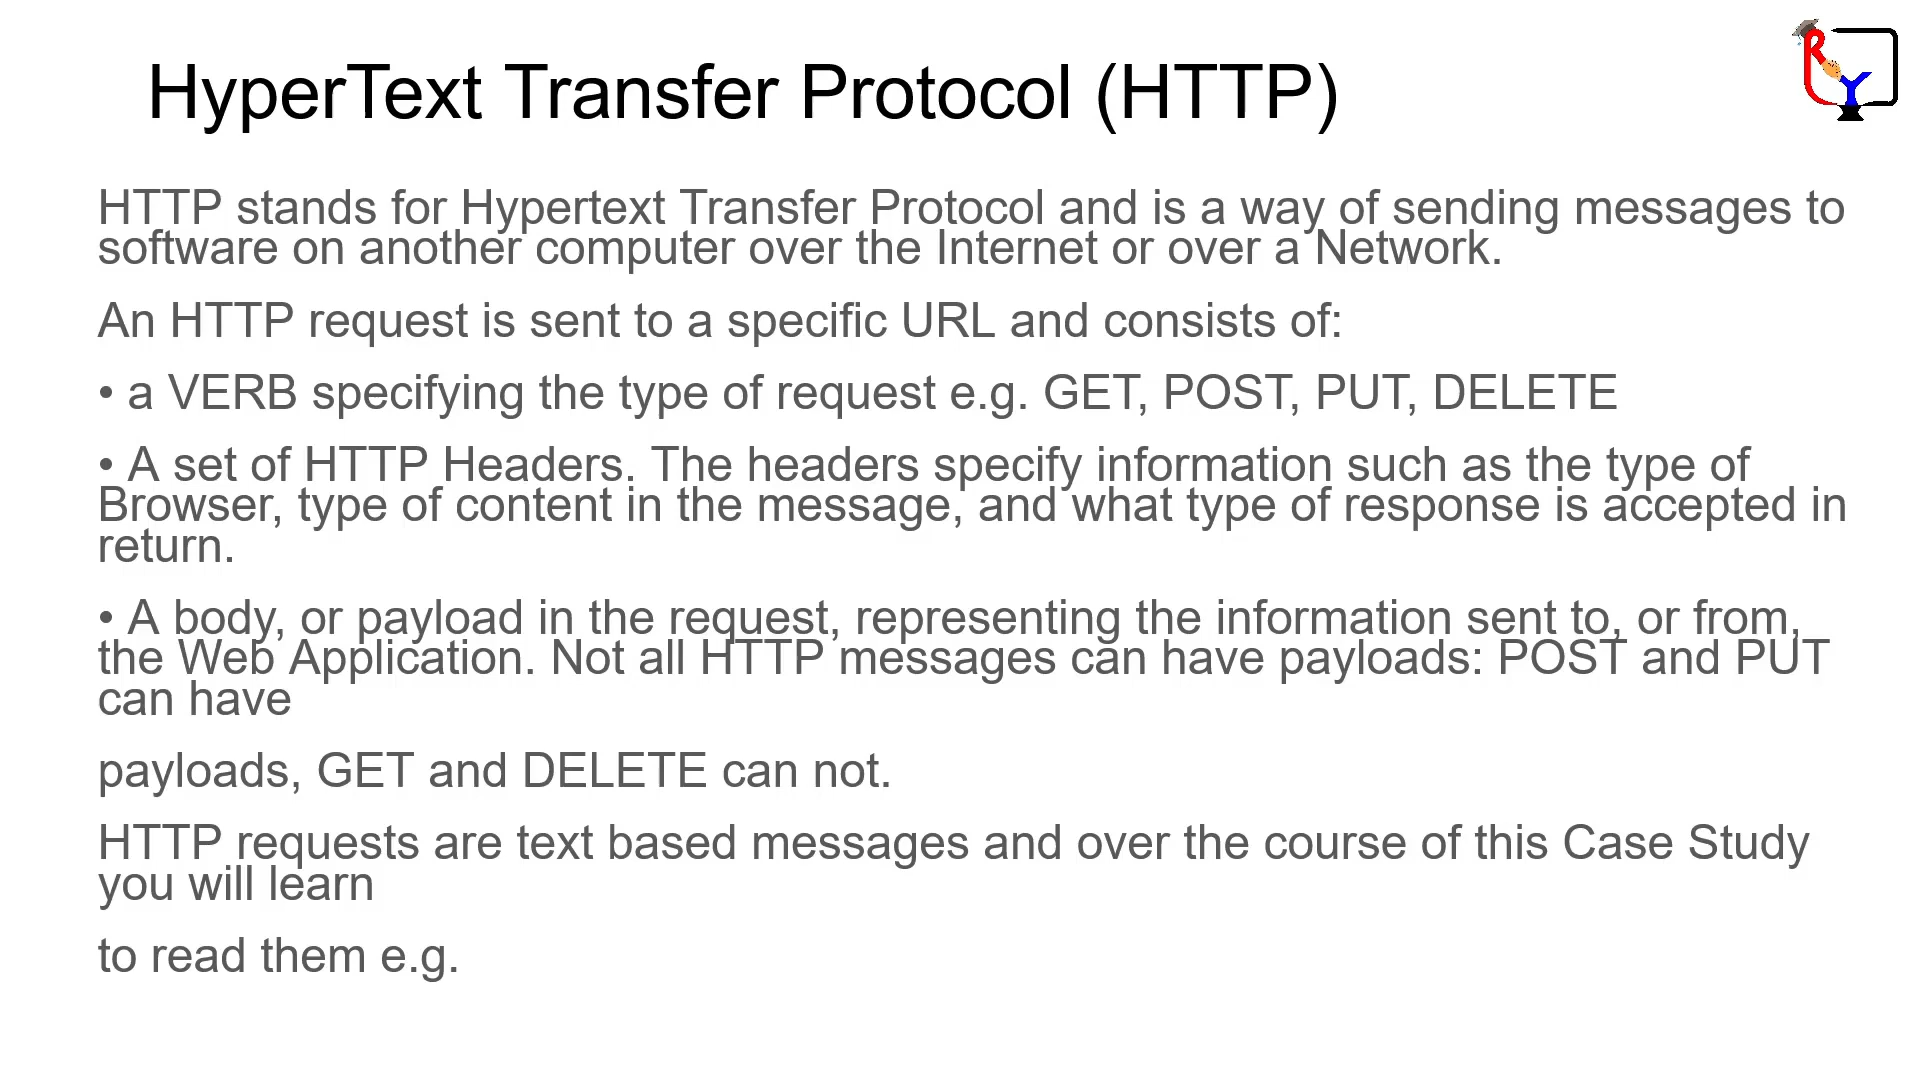 HyperText Transfer Protocol (HTTP)
R
Y
HTTP stands for Hypertext Transfer Protocol and is a way of sending messages to
software on another computer over the Internet or over a Network.
An HTTP request is sent to a specific URL and consists of:
• a VERB specifying the type of request e.g. GET, POST, PUT, DELETE
• A set of HTTP Headers. The headers specify information such as the type of
Browser, type of content in the message, and what type of response is accepted in
return.
• A body, or payload in the request, representing the information sent to, or from,
the Web Application. Not all HTTP messages can have payloads: POST and PUT
can have
payloads, GET and DELETE can not.
HTTP requests are text based messages and over the course of this Case Study
you will learn
to read them e.g.